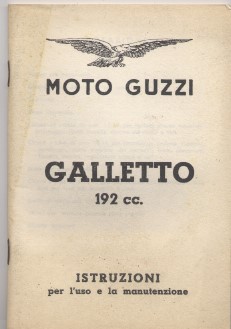 MOTO GUZZI
GALLETTO
192 cc.
ISTRUZIONI
per l'uso e la manutenzione